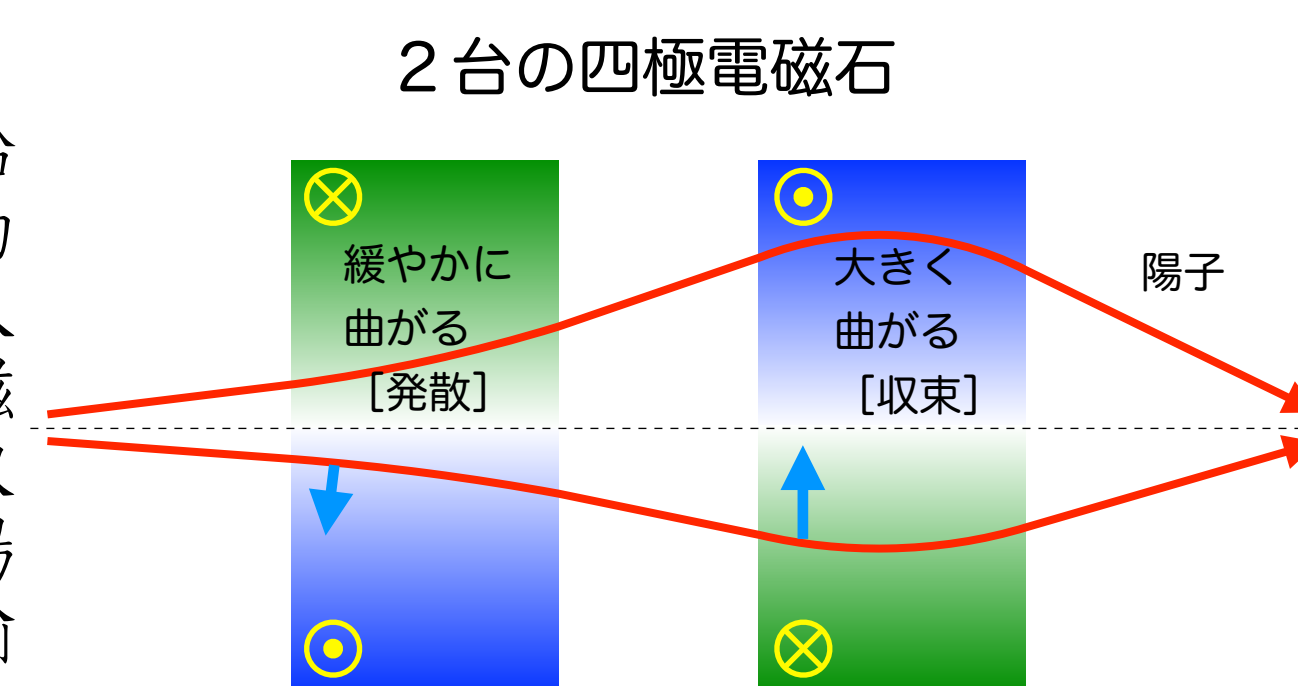 2台の四極電磁石
緩やかに
曲がる
[発散]
大きく
曲がる
[収束]
陽子